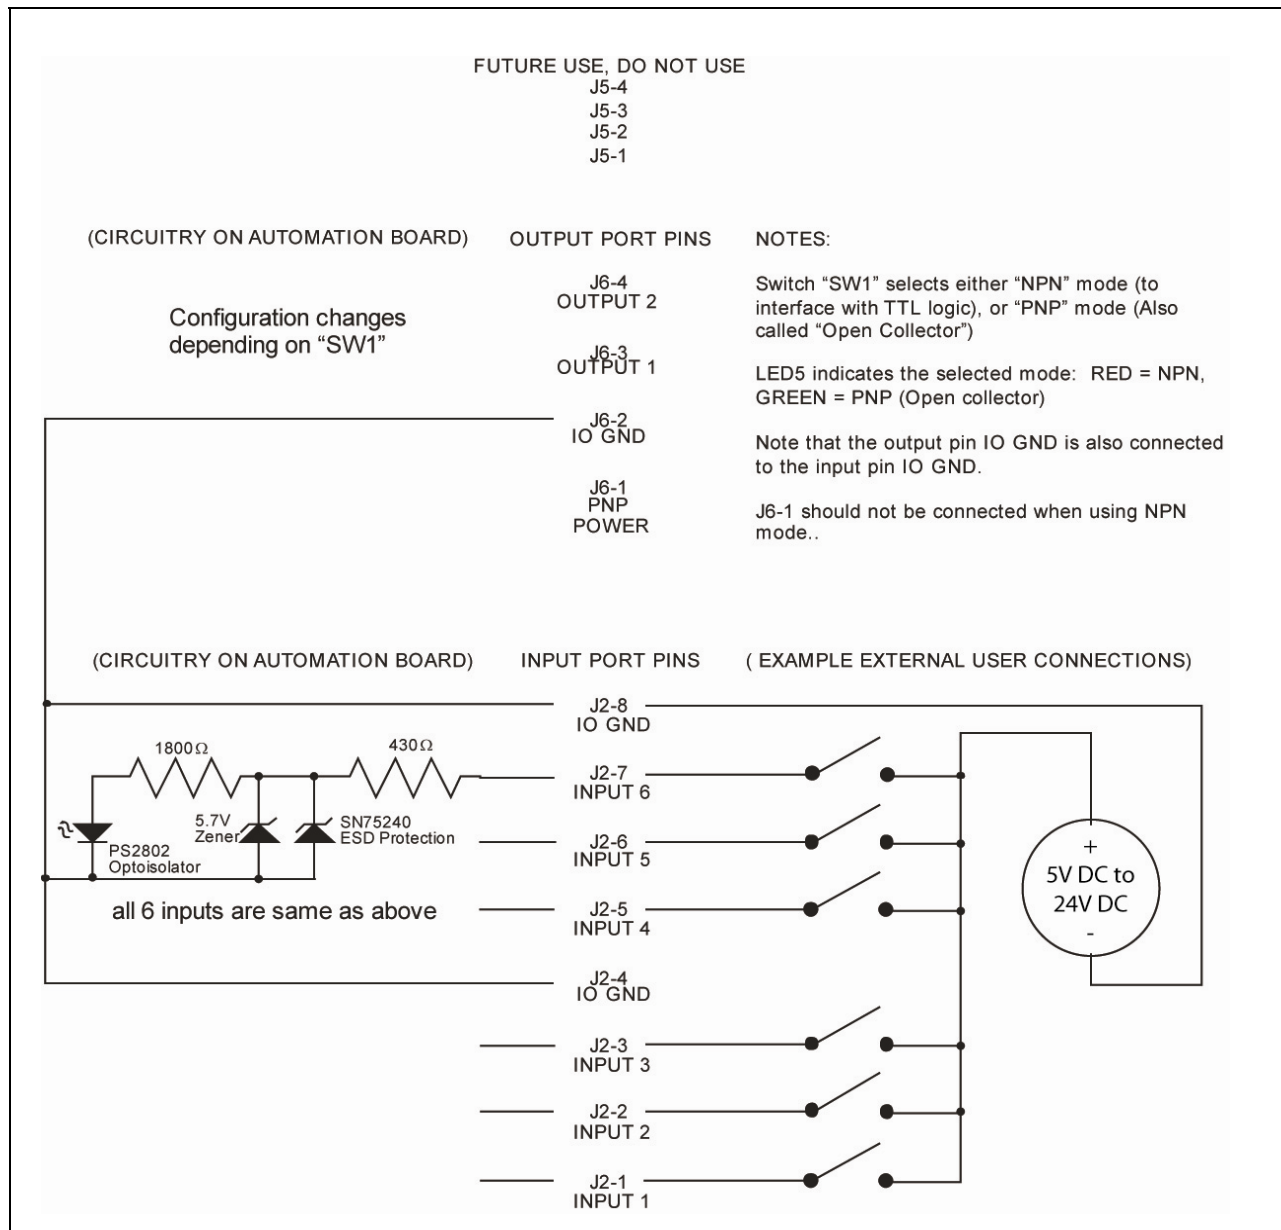 FUTURE USE, DO NOT USE
J5-4
J5-3
J5-2
J5-1
(CIRCUITRY ON AUTOMATION BOARD)
OUTPUT PORT PINS
NOTES:
Configuration changes
depending on “SW1”
J6-4
OUTPUT 2
J6-3
OUTPUT 1
J6-2
IO GND
J6-1
PNP
POWER
Switch “SW1” selects either “NPN” mode (to
interface with TTL logic), or “PNP” mode (Also
called “Open Collector”)
LED5 indicates the selected mode: RED = NPN,
GREEN = PNP (Open collector)
Note that the output pin IO GND is also connected
to the input pin IO GND.
J6-1 should not be connected when using NPN
mode..
(CIRCUITRY ON AUTOMATION BOARD)
INPUT PORT PINS
( EXAMPLE EXTERNAL USER CONNECTIONS)
1800Ω
430Ω
5.7V
Zener
SN75240
ESD Protection
PS2802
Optoisolator
all 6 inputs are same as above
J2-8
IO GND
J2-7
INPUT 6
J2-6
INPUT 5
J2-5
INPUT 4
J2-4
IO GND
J2-3
INPUT 3
J2-2
INPUT 2
J2-1
INPUT 1
+
5V DC to
24V DC
-